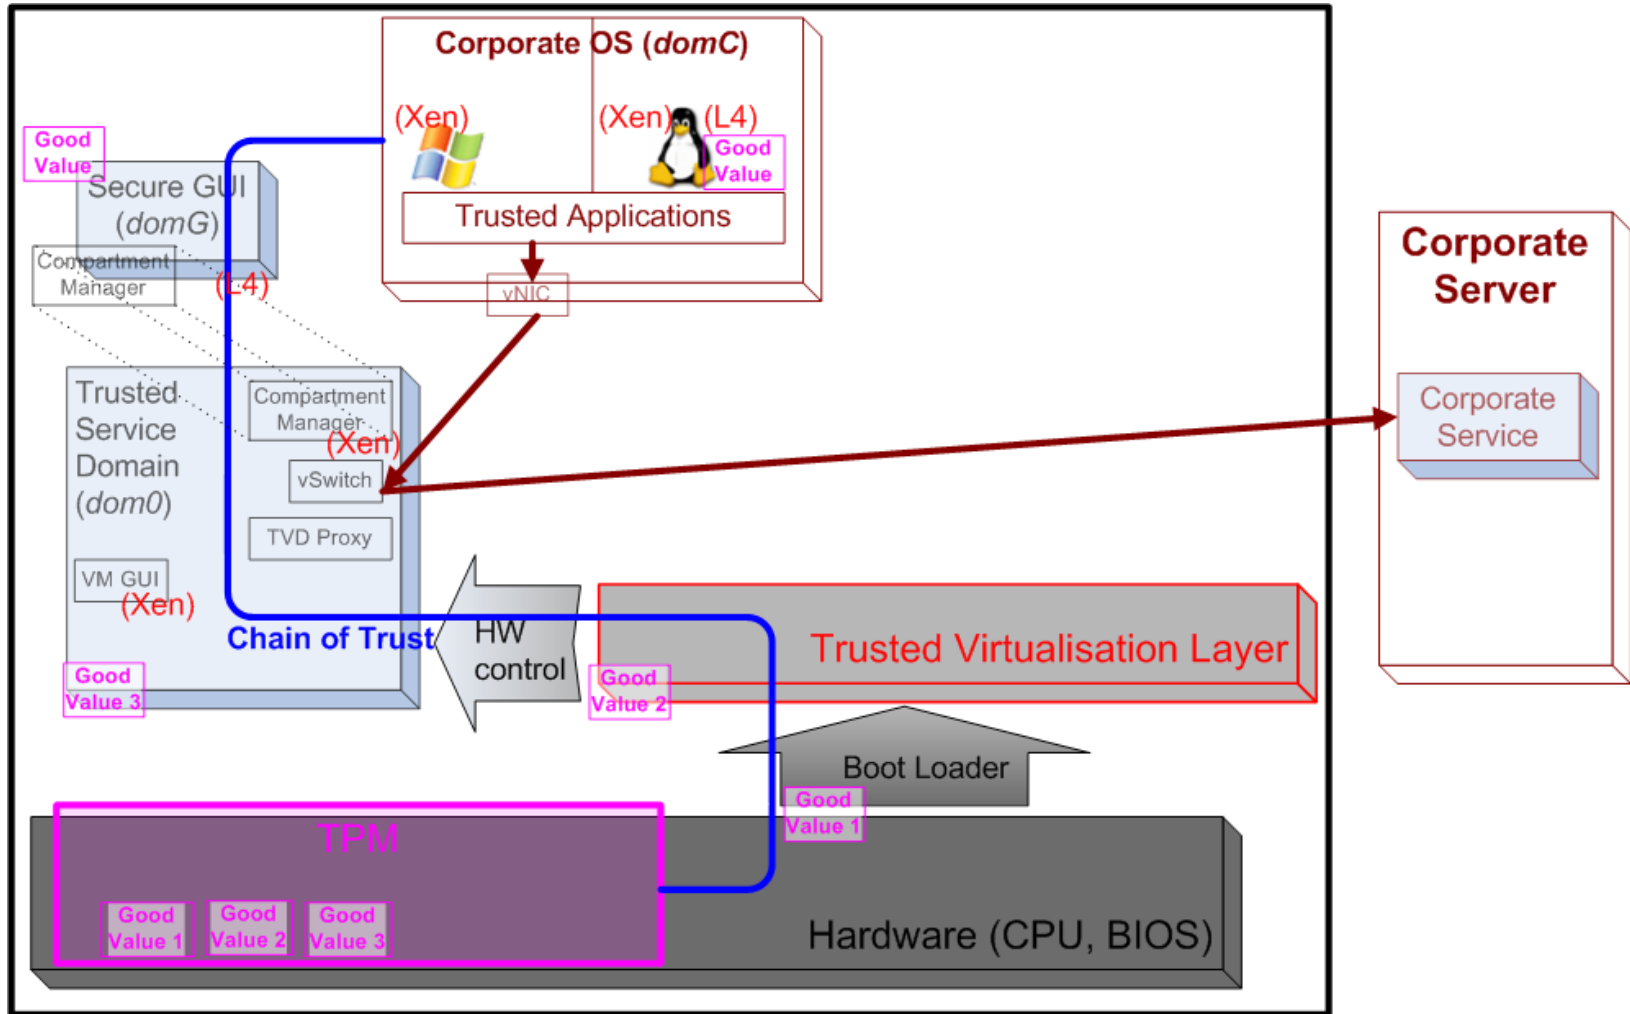 Corporate OS (domC)
(Xen)
(Xen)
(L4)
Good
Value
Trusted Applications
vNIC
Good
Value
Secure GUI
(domG)
Compartment
Manager
(L4)
Trusted
Service
Domain
(dom0)
Compartment
Manager
(Xen)
vSwitch
TVD Proxy
VM GUI
(Xen)
Chain of Trust
Good
Value 3
HW
control
Good
Value 2
Trusted Virtualisation Layer
Boot Loader
Good
Value 1
TPM
Good
Value 1
Good
Value 2
Good
Value 3
Hardware (CPU, BIOS)
Corporate
Server
Corporate
Service